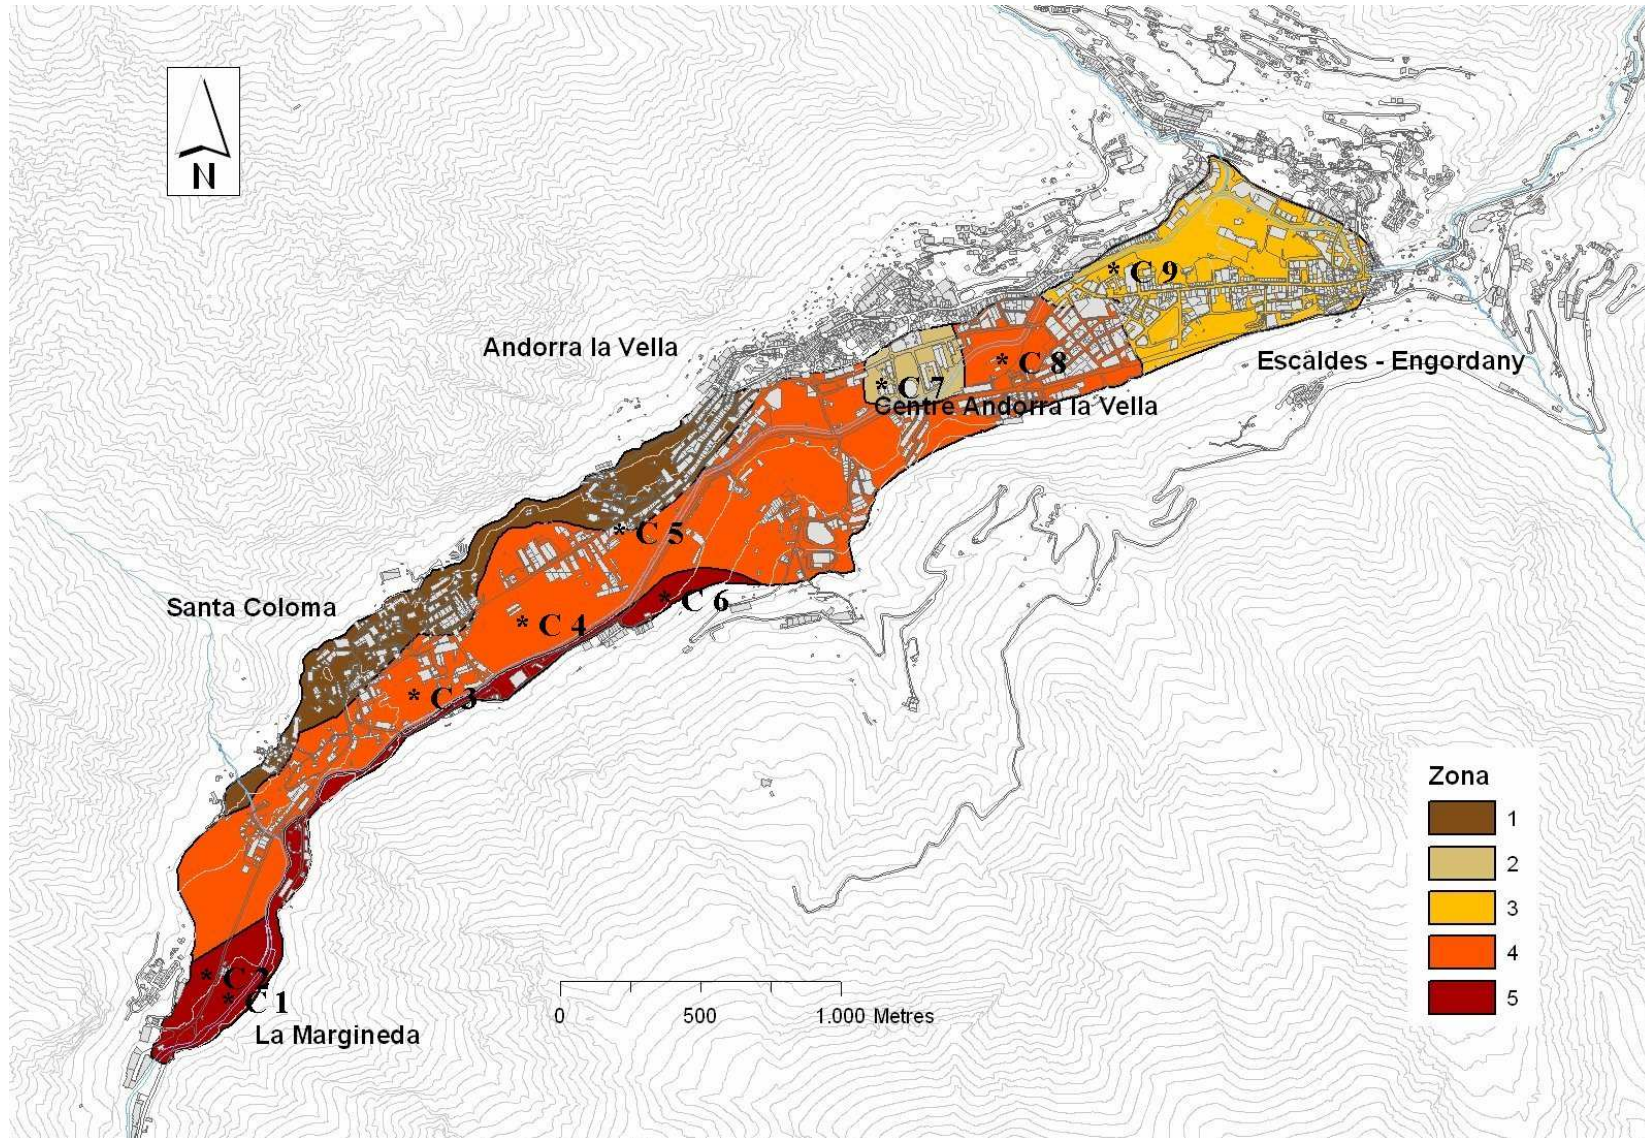 N
* C 9
Andorra la Vella
* C 8
Escaldes - Engordany
* C 7
Centre Andorra la Vella
* C 5
Santa Coloma
* C 6
* C 4
* C 3
Zona
1
2
3
4
5
* C 2
* C 1
0 500 1.000 Metres
La Margineda